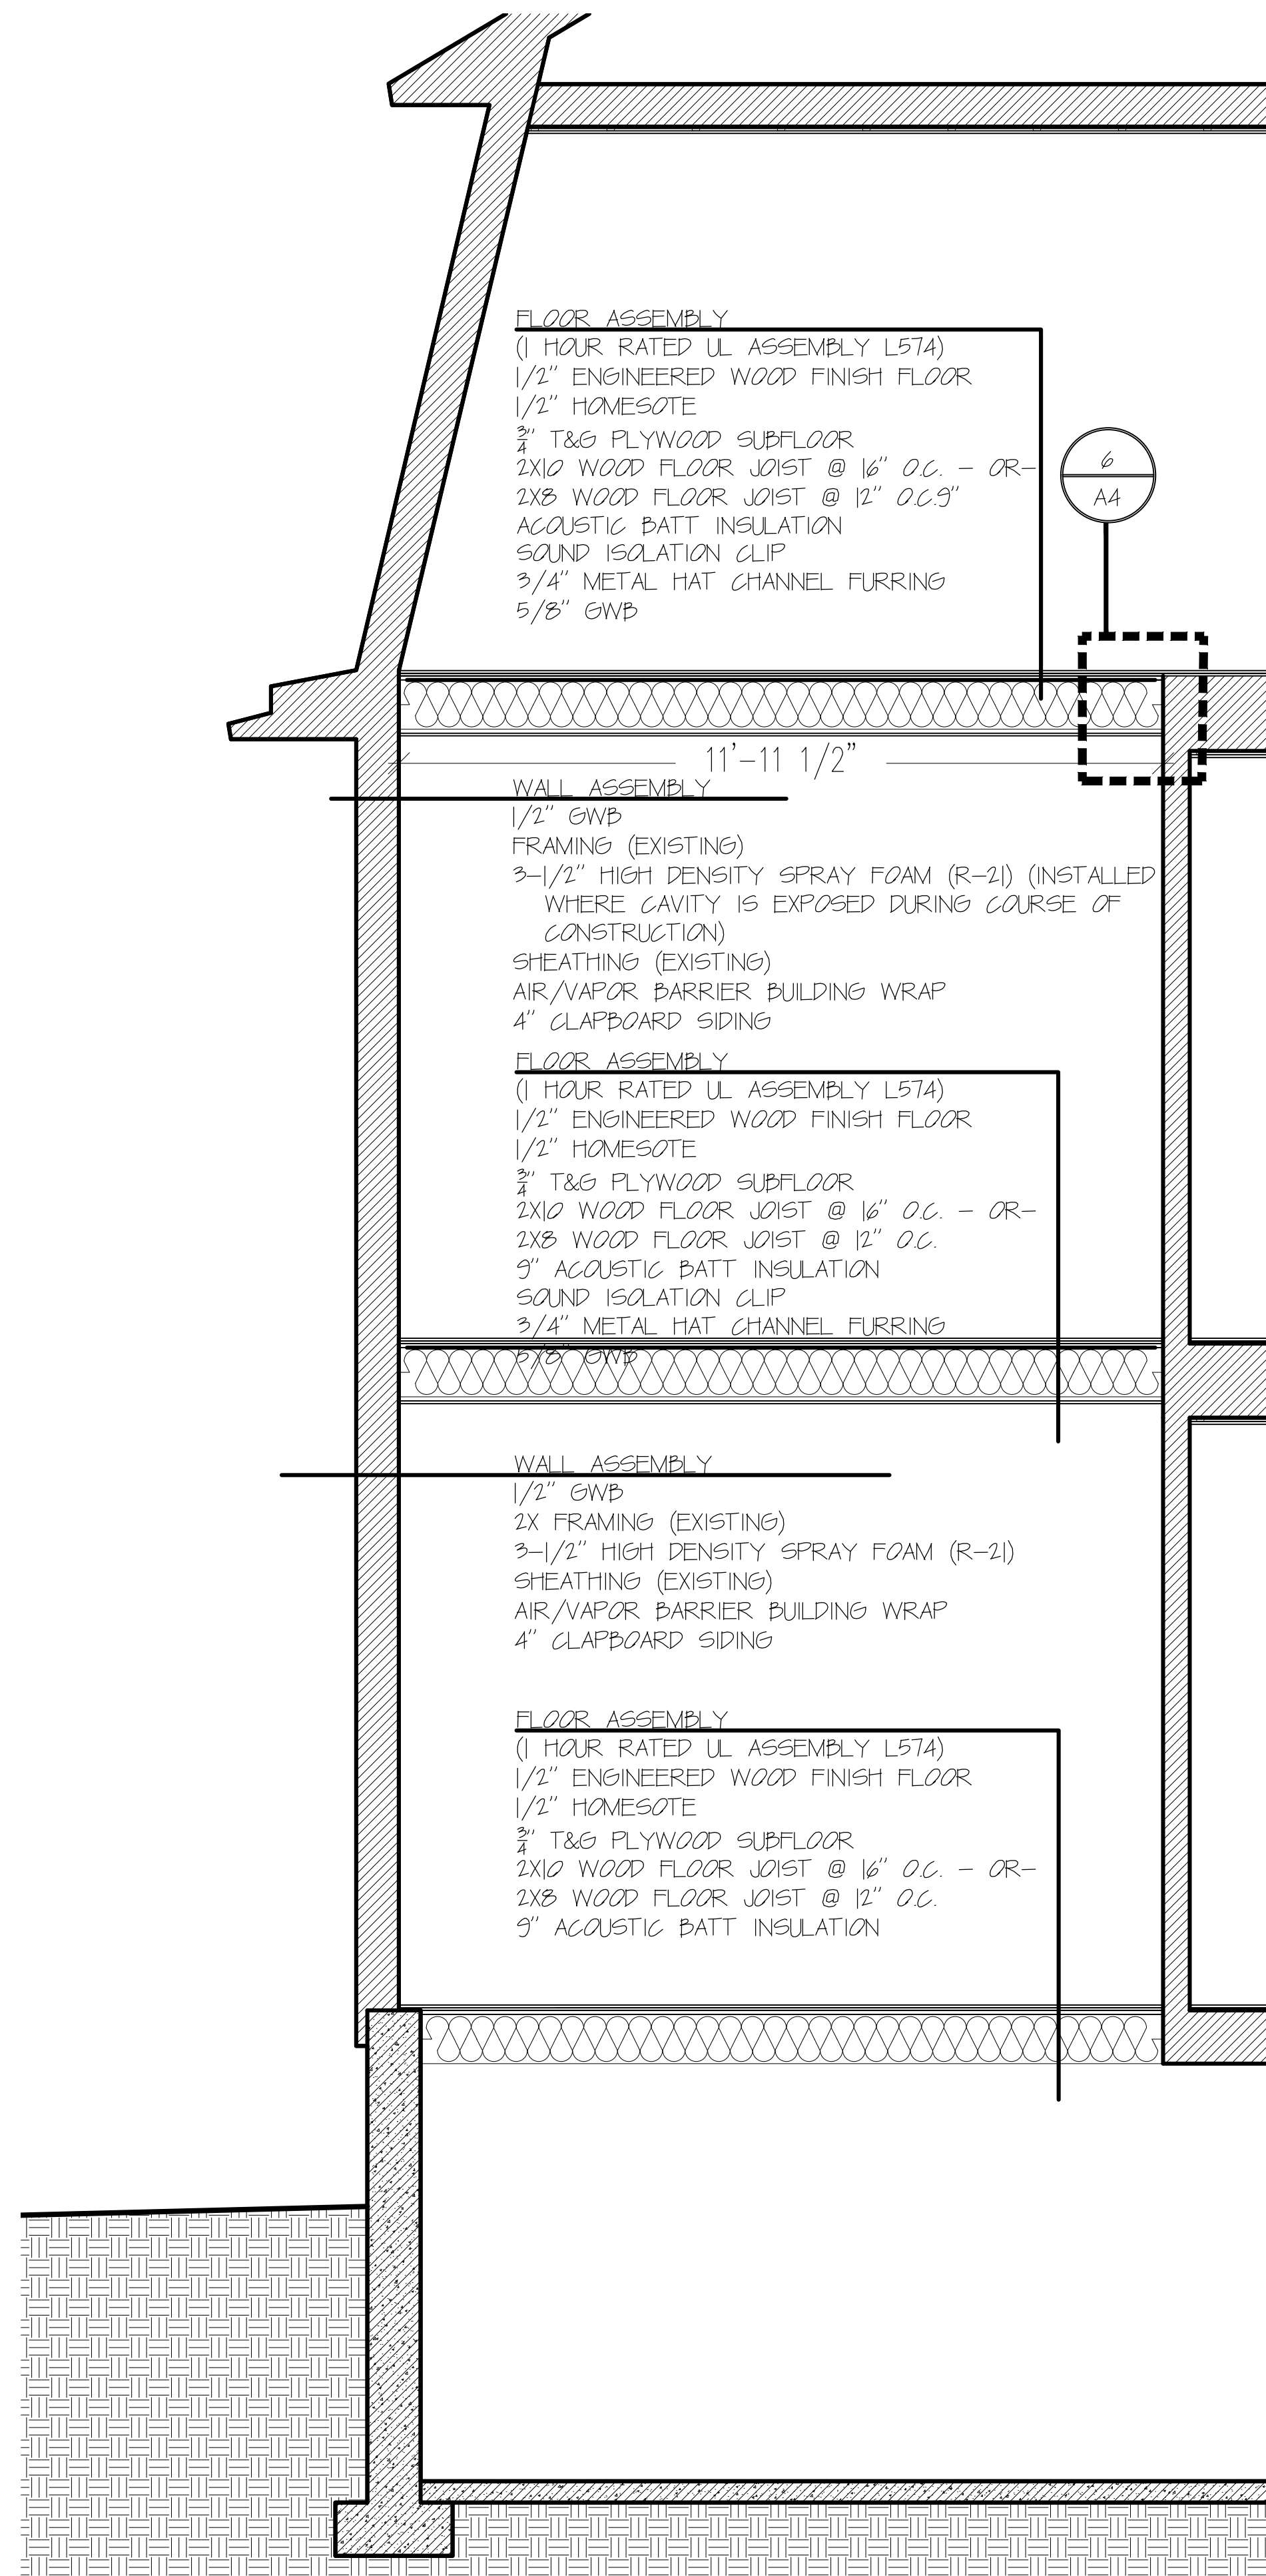 FLOOR ASSEMBLY
(1 HOUR RATED UL ASSEMBLY L574)
1/2" ENGINEERED WOOD FINISH FLOOR
1/2" HOMESOTE
3/4" T&G PLYWOOD SUBFLOOR
2X10 WOOD FLOOR JOIST @ 16" O.C. - OR-
2X8 WOOD FLOOR JOIST @ 12" O.C.9"
ACOUSTIC BATT INSULATION
SOUND ISOLATION CLIP
3/4" METAL HAT CHANNEL FURRING
5/8" GWB
6
A4
11'-11 1/2"
WALL ASSEMBLY
1/2" GWB
FRAMING (EXISTING)
3-1/2" HIGH DENSITY SPRAY FOAM (R-21) (INSTALLED
WHERE CAVITY IS EXPOSED DURING COURSE OF
CONSTRUCTION)
SHEATHING (EXISTING)
AIR/VAPOR BARRIER BUILDING WRAP
4" CLAPBOARD SIDING
FLOOR ASSEMBLY
(1 HOUR RATED UL ASSEMBLY L574)
1/2" ENGINEERED WOOD FINISH FLOOR
1/2" HOMESOTE
3/4" T&G PLYWOOD SUBFLOOR
2X10 WOOD FLOOR JOIST @ 16" O.C. - OR-
2X8 WOOD FLOOR JOIST @ 12" O.C.
9" ACOUSTIC BATT INSULATION
SOUND ISOLATION CLIP
3/4" METAL HAT CHANNEL FURRING
5/8" GWB
WALL ASSEMBLY
1/2" GWB
2X FRAMING (EXISTING)
3-1/2" HIGH DENSITY SPRAY FOAM (R-21)
SHEATHING (EXISTING)
AIR/VAPOR BARRIER BUILDING WRAP
4" CLAPBOARD SIDING
FLOOR ASSEMBLY
(1 HOUR RATED UL ASSEMBLY L574)
1/2" ENGINEERED WOOD FINISH FLOOR
1/2" HOMESOTE
3/4" T&G PLYWOOD SUBFLOOR
2X10 WOOD FLOOR JOIST @ 16" O.C. - OR-
2X8 WOOD FLOOR JOIST @ 12" O.C.
9" ACOUSTIC BATT INSULATION